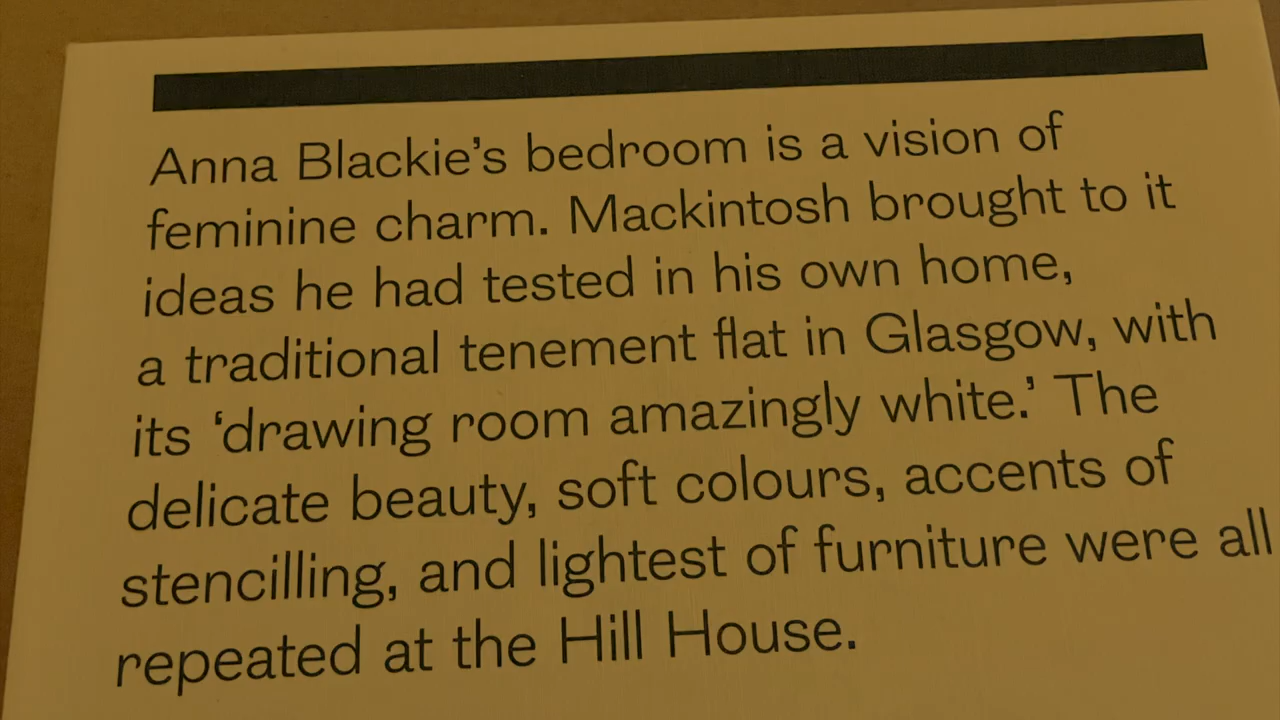 Anna Blackie’s bedroom is a vision of
feminine charm. Mackintosh brought to it
ideas he had tested in his own home,
a traditional tenement flat in Glasgow, with
its ‘drawing room amazingly white.’ The
delicate beauty, soft colours, accents of
stencilling, and lightest of furniture were all
repeated at the Hill House.